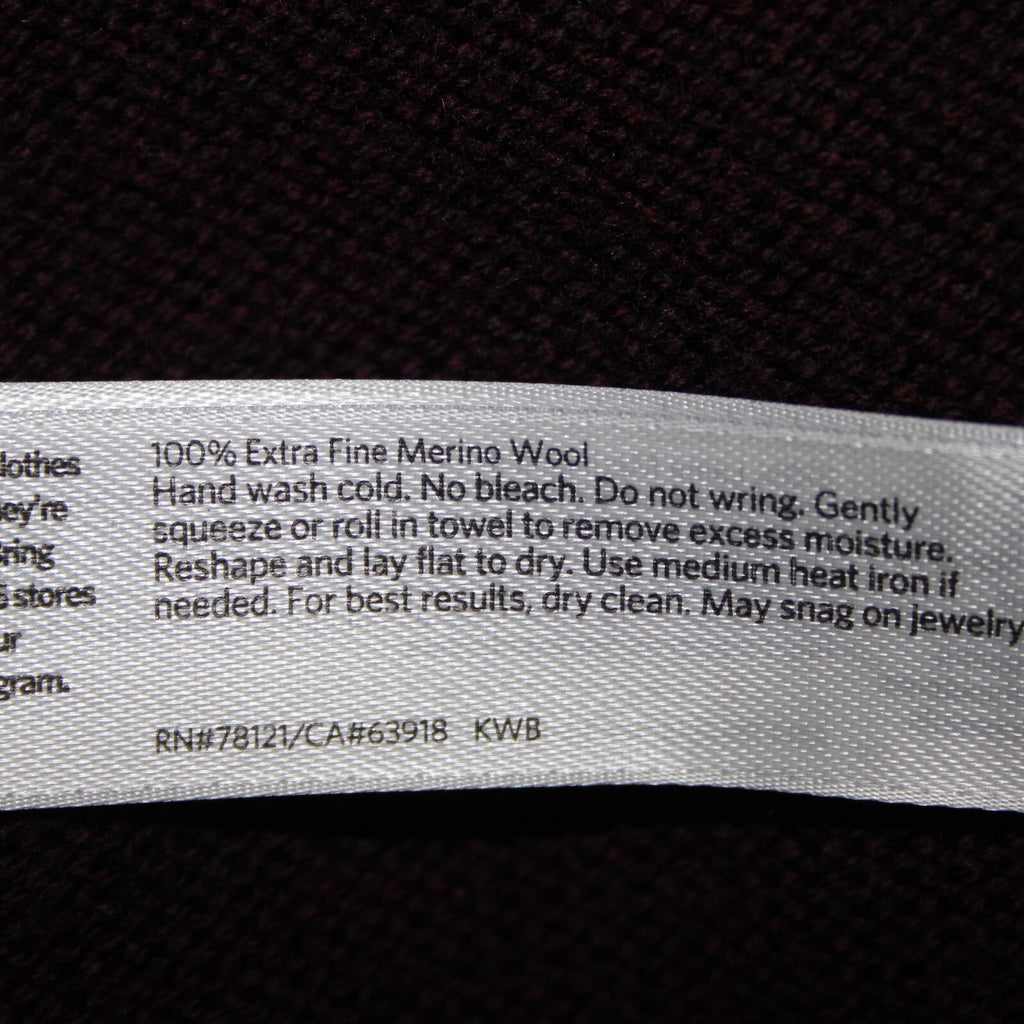 100% Extra Fine Merino Wool
Hand wash cold. No bleach. Do not wring. Gently
squeeze or roll in towel to remove excess moisture.
Reshape and lay flat to dry. Use medium heat iron if
needed. For best results, dry clean. May snag on jewelry
RN#78121/CA#63918 KWB
stores